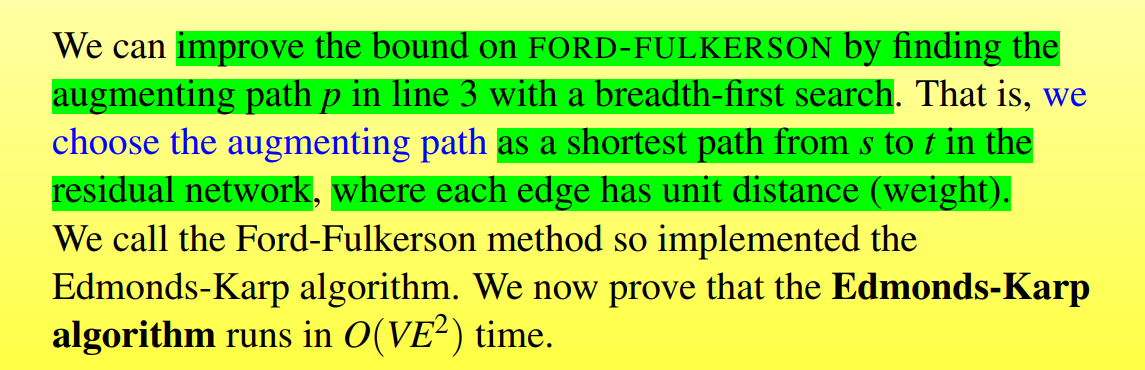 We can improve the bound on FORD-FULKERSON by finding the
augmenting path p in line 3 with a breadth-first search. That is, we
choose the augmenting path as a shortest path from s to t in the
residual network, where each edge has unit distance (weight).
We call the Ford-Fulkerson method so implemented the
Edmonds-Karp algorithm. We now prove that the Edmonds-Karp
algorithm runs in O(VE²) time.